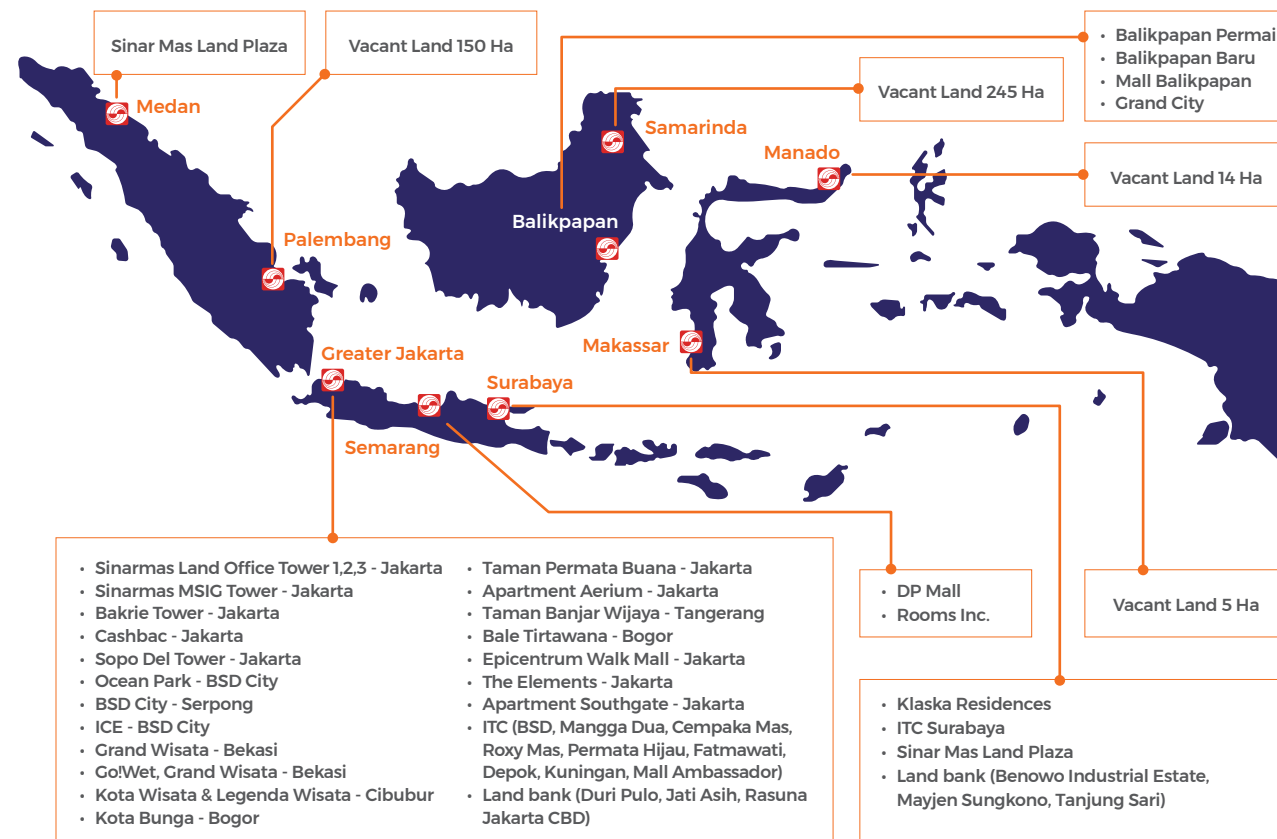 Sinar Mas Land Plaza
Vacant Land 150 Ha
• Balikpapan Permai
• Balikpapan Baru
• Mall Balikpapan
• Grand City
Vacant Land 245 Ha
Medan
Samarinda
Manado
Vacant Land 14 Ha
Balikpapan
Palembang
Makassar
Greater Jakarta
Surabaya
Semarang
• Sinarmas Land Office Tower 1,2,3 - Jakarta
• Sinarmas MSIG Tower - Jakarta
• Bakrie Tower - Jakarta
• Cashbac - Jakarta
• Sopo Del Tower - Jakarta
• Ocean Park - BSD City
• BSD City - Serpong
• ICE - BSD City
• Grand Wisata - Bekasi
• Go!Wet, Grand Wisata - Bekasi
• Kota Wisata & Legenda Wisata - Cibubur
• Kota Bunga - Bogor
• Taman Permata Buana - Jakarta
• Apartment Aerium - Jakarta
• Taman Banjar Wijaya - Tangerang
• Bale Tirtawana - Bogor
• Epicentrum Walk Mall - Jakarta
• The Elements - Jakarta
• Apartment Southgate - Jakarta
• ITC (BSD, Mangga Dua, Cempaka Mas,
Roxy Mas, Permata Hijau, Fatmawati,
Depok, Kuningan, Mall Ambassador)
• Land bank (Duri Pulo, Jati Asih, Rasuna
Jakarta CBD)
• DP Mall
• Rooms Inc.
Vacant Land 5 Ha
• Klaska Residences
• ITC Surabaya
• Sinar Mas Land Plaza
• Land bank (Benowo Industrial Estate,
Mayjen Sungkono, Tanjung Sari)